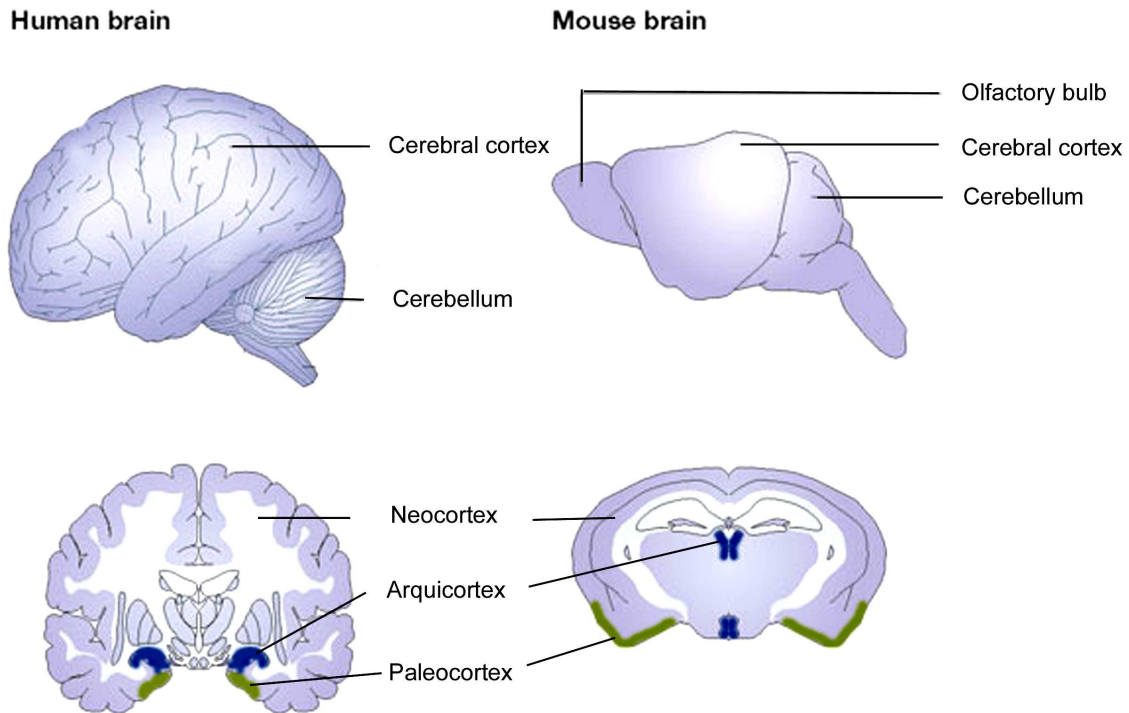 Human brain
Mouse brain
Olfactory bulb
Cerebral cortex
Cerebral cortex
Cerebellum
Cerebellum
Neocortex
Arquicortex
Paleocortex